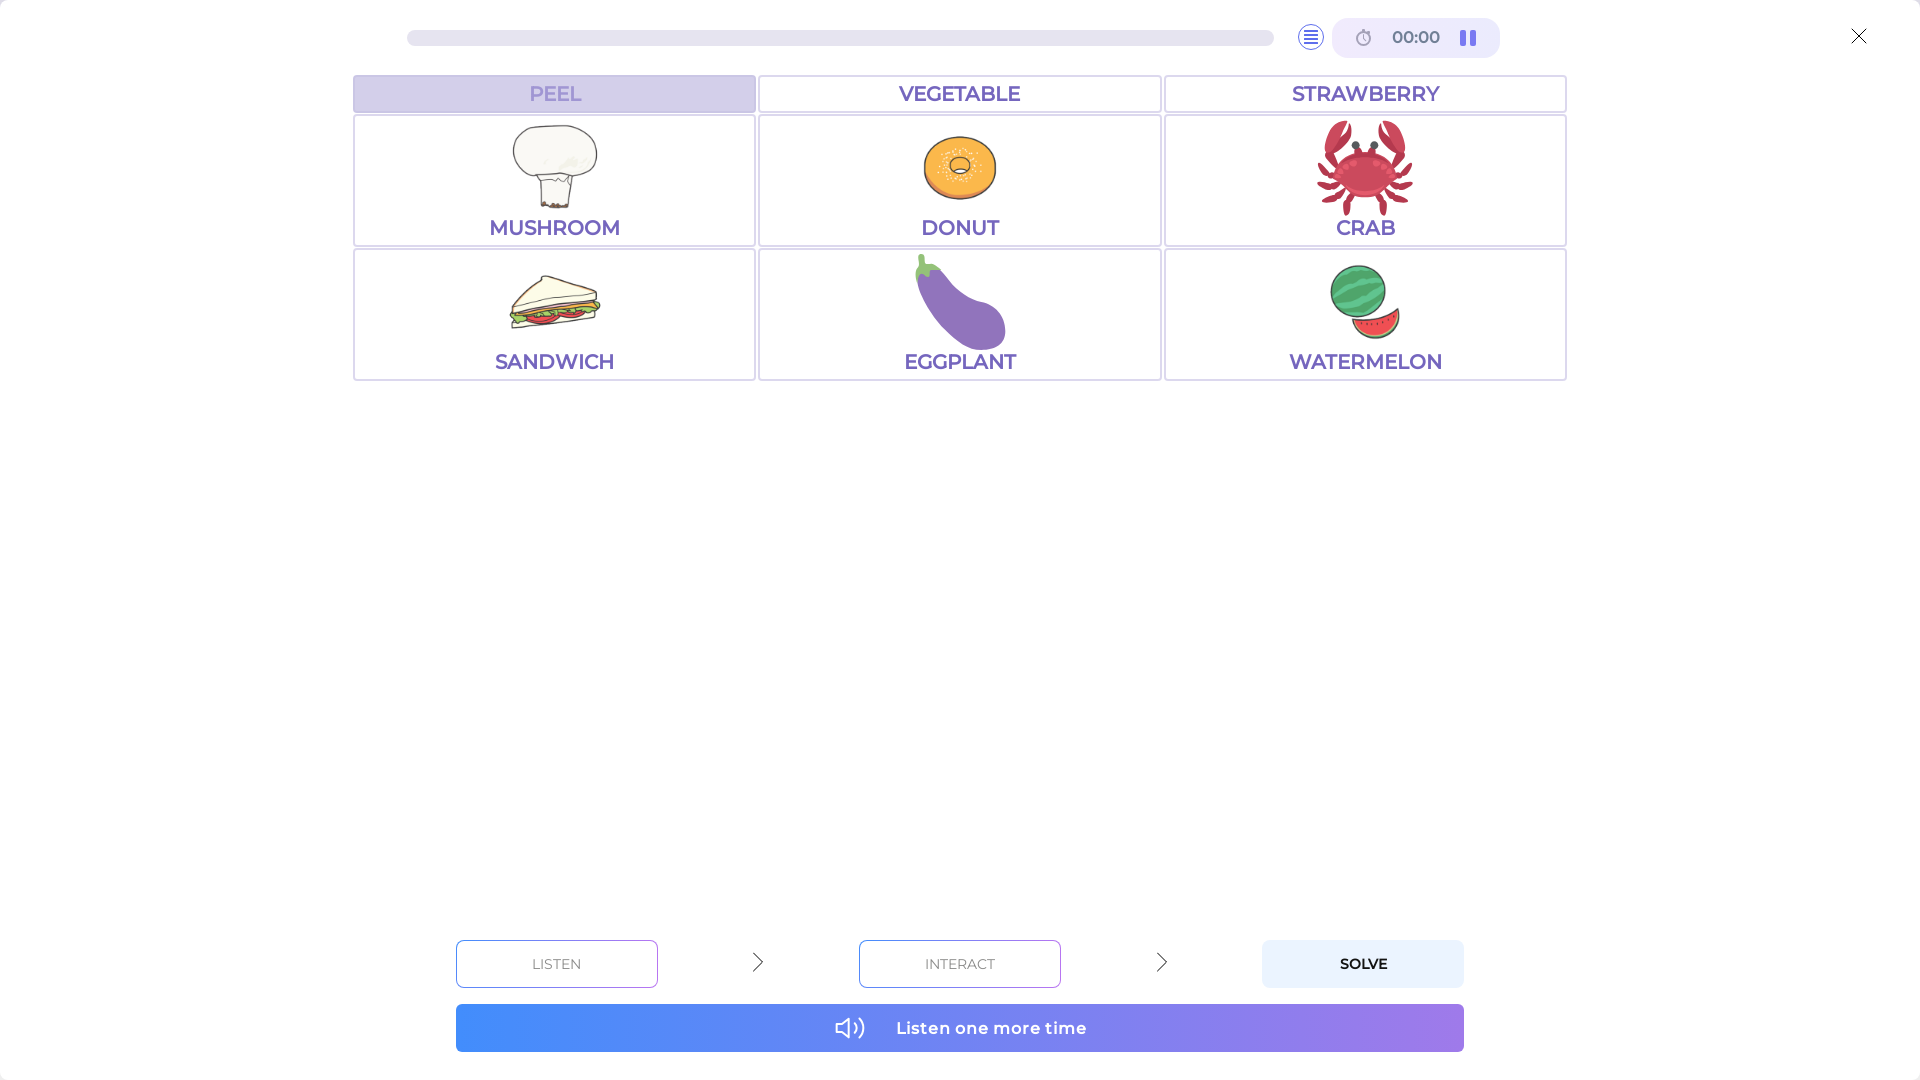 00:00
PEEL
VEGETABLE
STRAWBERRY
MUSHROOM
DONUT
CRAB
SANDWICH
EGGPLANT
WATERMELON
LISTEN
INTERACT
SOLVE
Listen one more time